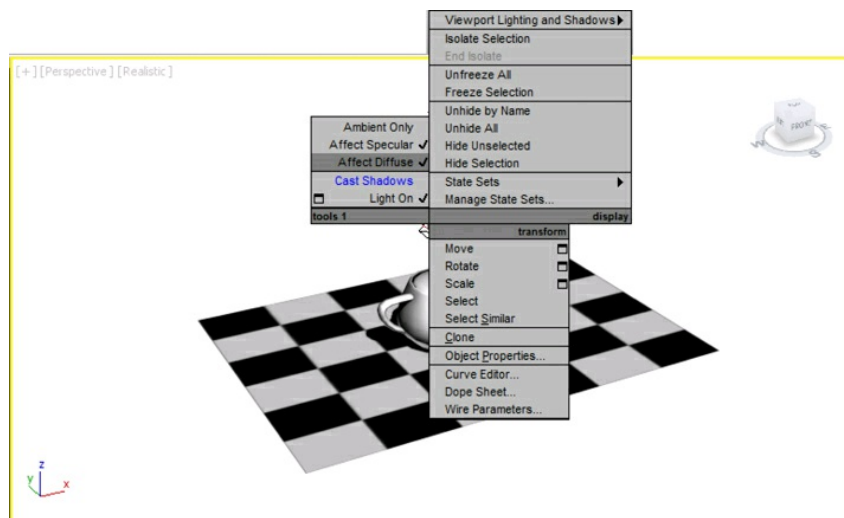 Viewport Lighting and Shadows
Isolate Selection
End Isolate
[+][Perspective][Realistic]
Unfreeze All
Freeze Selection
Unhide by Name
Unhide All
Hide Unselected
Hide Selection
State Sets
Manage State Sets...
display
Ambient Only
Affect Specular
Affect Diffuse
Cast Shadows
Light On
tools 1
transform
Move
Rotate
Scale
Select
Select Similar
Clone
Object Properties...
Curve Editor...
Dope Sheet...
Wire Parameters...
FRONT
W
z
y
x